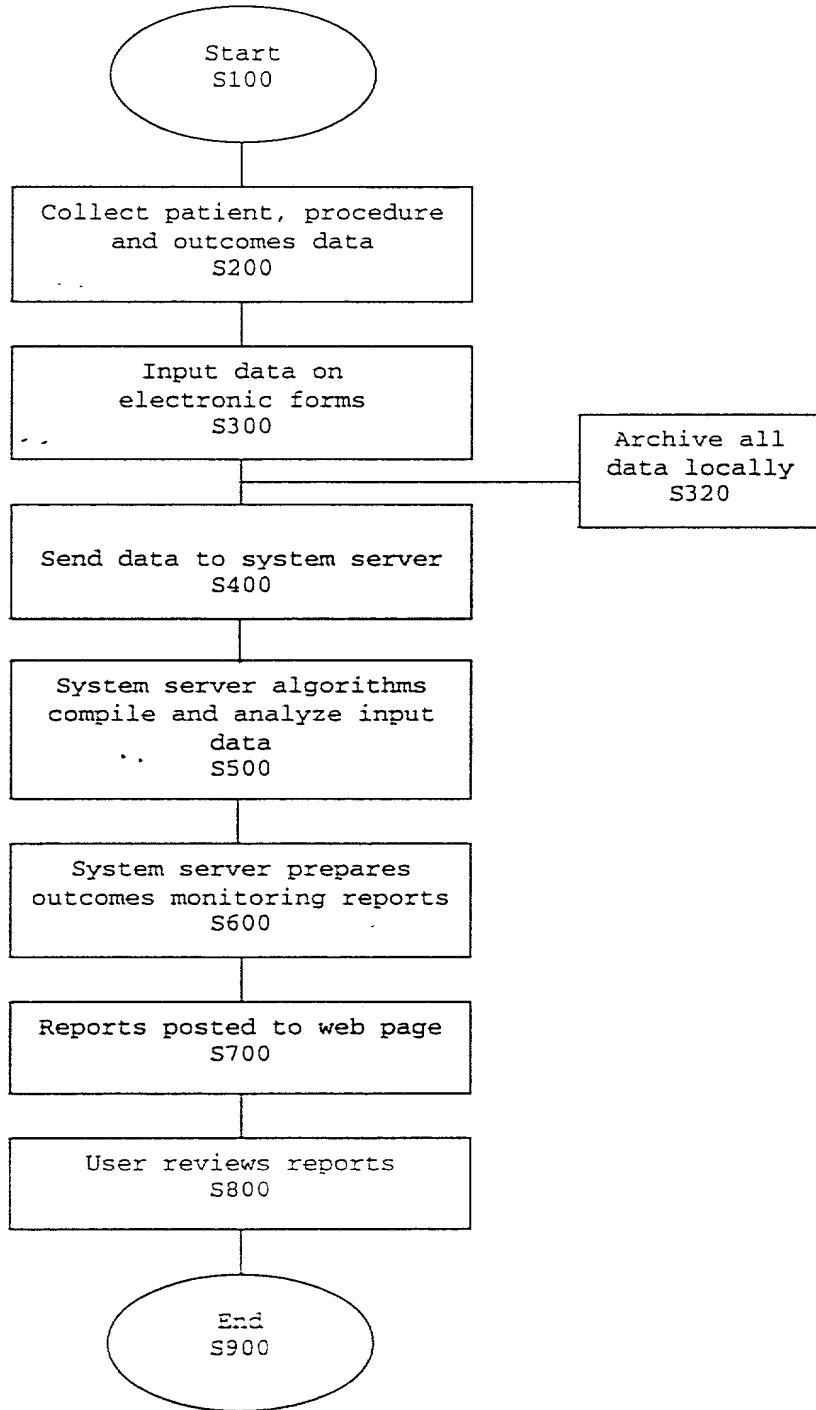 Start
S100
Collect patient, procedure
and outcomes data
S200
Input data on
electronic forms
S300
Archive all
data locally
S320
Send data to system server
S400
System server algorithms
compile and analyze input
data
S500
System server prepares
outcomes monitoring reports
S600
Reports posted to web page
S700
User reviews reports
S800
End
S900